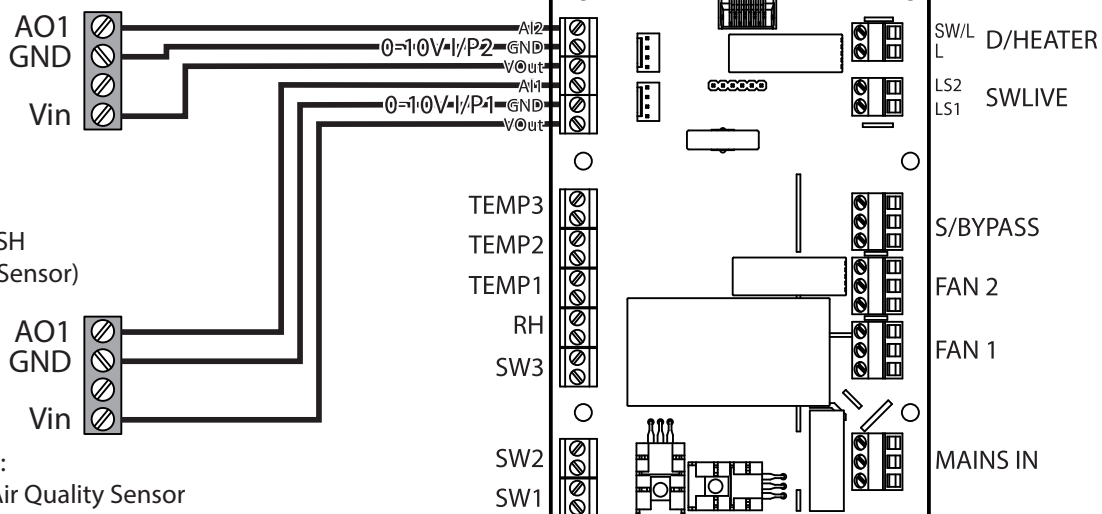 AO1
GND
Vin
AI2
0-10V I/P2 GND
VOut
AI1
0-10V I/P1 GND
VOut
SW/L
L
D/HEATER
LS2
LS1
SWLIVE
SH
Sensor)
AO1
GND
Vin
:
Air Quality Sensor
TEMP3
TEMP2
TEMP1
RH
SW3
SW2
SW1
S/BYPASS
FAN 2
FAN 1
MAINS IN